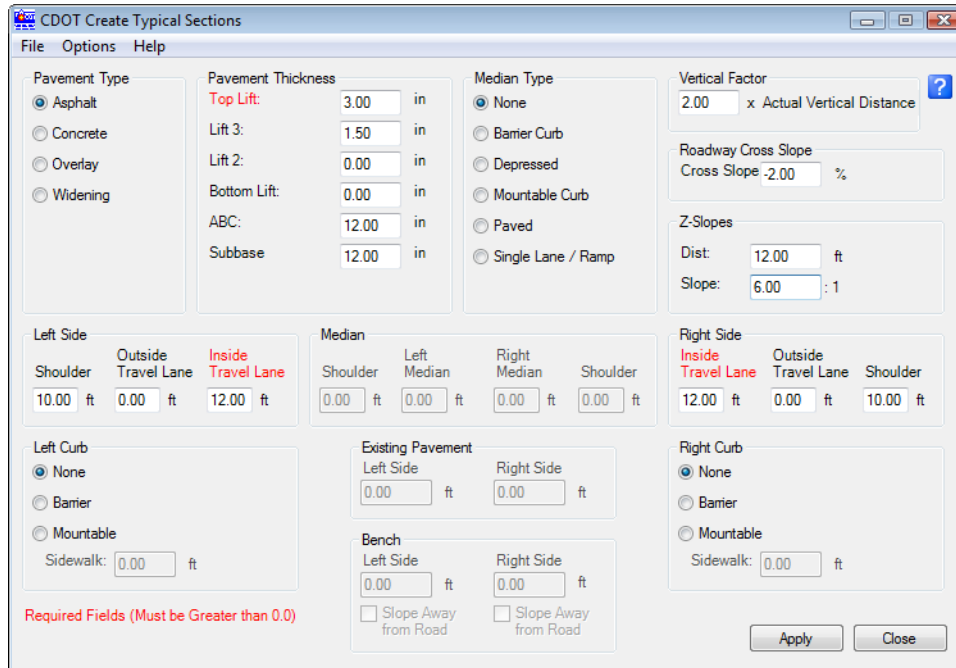 CDOT Create Typical Sections
File Options Help
Pavement Type
Asphalt
Concrete
Overlay
Widening
Pavement Thickness
Top Lift: 3.00 in
Lift 3: 1.50 in
Lift 2: 0.00 in
Bottom Lift: 0.00 in
ABC: 12.00 in
Subbase 12.00 in
Median Type
None
Barrier Curb
Depressed
Mountable Curb
Paved
Single Lane / Ramp
Vertical Factor
2.00 x Actual Vertical Distance
?
Roadway Cross Slope
Cross Slope -2.00 %
Z-Slopes
Dist: 12.00 ft
Slope: 6.00 : 1
Left Side
Outside Inside
Shoulder Travel Lane Travel Lane
10.00 ft 0.00 ft 12.00 ft
Median
Left Right
Shoulder Median Median Shoulder
0.00 ft 0.00 ft 0.00 ft 0.00 ft
Right Side
Inside Outside
Travel Lane Travel Lane Shoulder
12.00 ft 0.00 ft 10.00 ft
Left Curb
None
Barrier
Mountable
Sidewalk: 0.00 ft
Existing Pavement
Left Side Right Side
0.00 ft 0.00 ft
Bench
Left Side Right Side
0.00 ft 0.00 ft
Slope Away Slope Away
from Road from Road
Right Curb
None
Barrier
Mountable
Sidewalk: 0.00 ft
Required Fields (Must be Greater than 0.0)
Apply Close